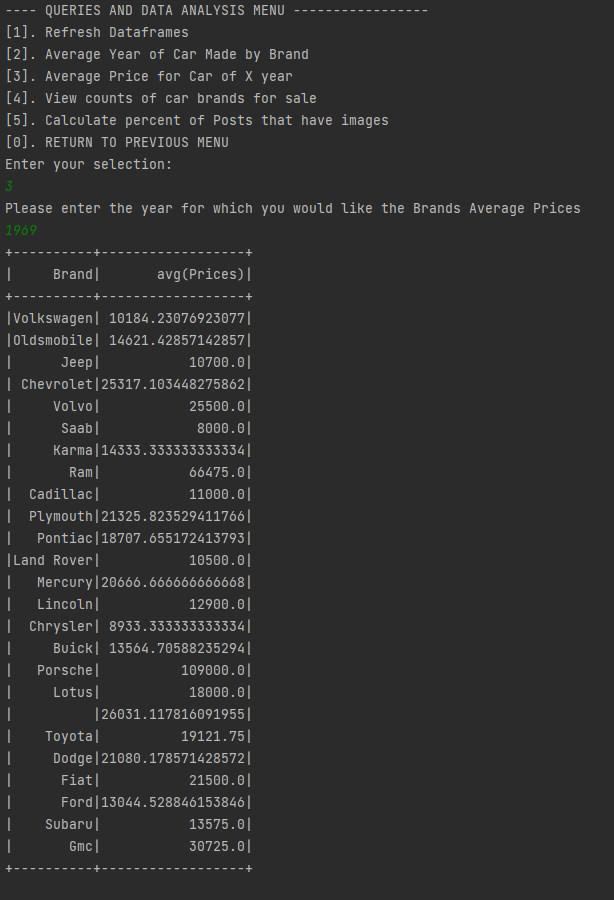 ---- QUERIES AND DATA ANALYSIS MENU -----------------
[1]. Refresh Dataframes
[2]. Average Year of Car Made by Brand
[3]. Average Price for Car of X year
[4]. View counts of car brands for sale
[5]. Calculate percent of Posts that have images
[0]. RETURN TO PREVIOUS MENU
Enter your selection:
3
Please enter the year for which you would like the Brands Average Prices
1969
+----------+------------------+
|     Brand|       avg(Prices)|
+----------+------------------+
|Volkswagen| 10184.23076923077|
|Oldsmobile| 14621.42857142857|
|      Jeep|           10700.0|
| Chevrolet|25317.103448275862|
|     Volvo|           25500.0|
|      Saab|            8000.0|
|     Karma|14333.333333333334|
|       Ram|           66475.0|
|  Cadillac|           11000.0|
|  Plymouth|21325.823529411766|
|   Pontiac|18707.655172413793|
|Land Rover|           10500.0|
|   Mercury|20666.666666666668|
|   Lincoln|           12900.0|
|  Chrysler| 8933.333333333334|
|     Buick| 13564.70588235294|
|   Porsche|          109000.0|
|     Lotus|           18000.0|
|          |26031.117816091955|
|    Toyota|          19121.75|
|     Dodge|21080.178571428572|
|      Fiat|           21500.0|
|      Ford|13044.528846153846|
|    Subaru|           13575.0|
|       Gmc|           30725.0|
+----------+------------------+